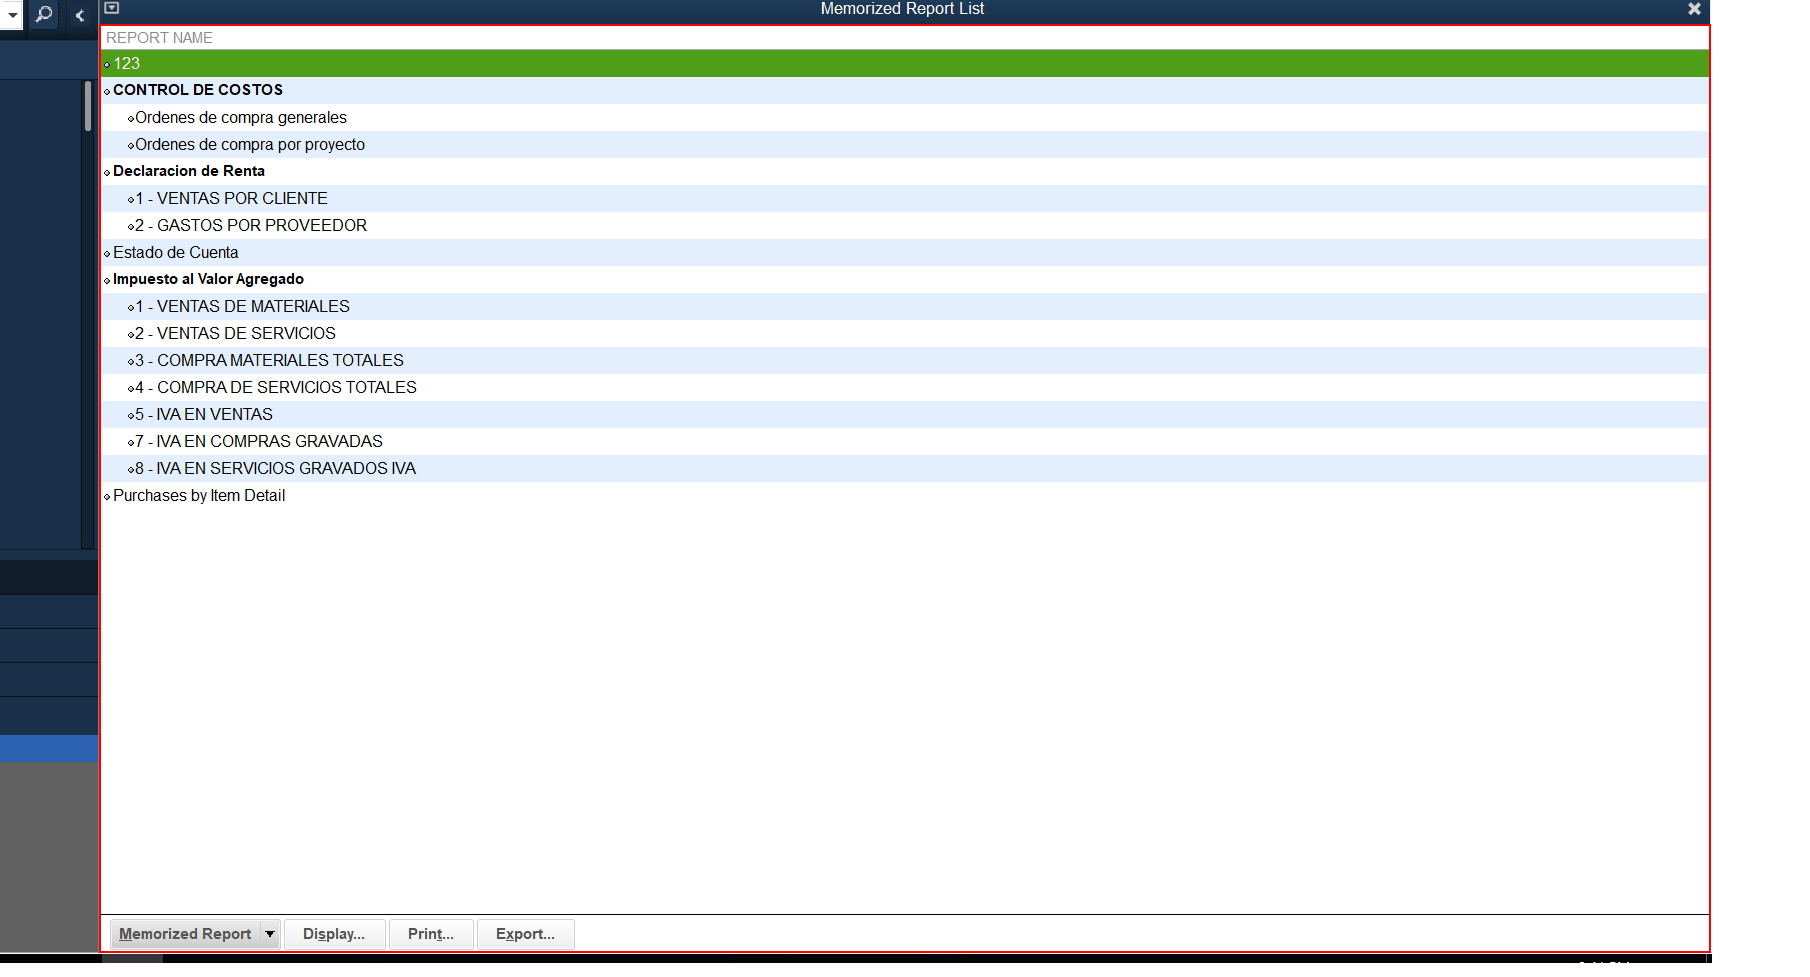 Memorized Report List
REPORT NAME
123
CONTROL DE COSTOS
Ordenes de compra generales
Ordenes de compra por proyecto
Declaracion de Renta
1 - VENTAS POR CLIENTE
2 - GASTOS POR PROVEEDOR
Estado de Cuenta
Impuesto al Valor Agregado
1 - VENTAS DE MATERIALES
2 - VENTAS DE SERVICIOS
3 - COMPRA MATERIALES TOTALES
4 - COMPRA DE SERVICIOS TOTALES
5 - IVA EN VENTAS
7 - IVA EN COMPRAS GRAVADAS
8 - IVA EN SERVICIOS GRAVADOS IVA
Purchases by Item Detail
Memorized Report Display... Print... Export...